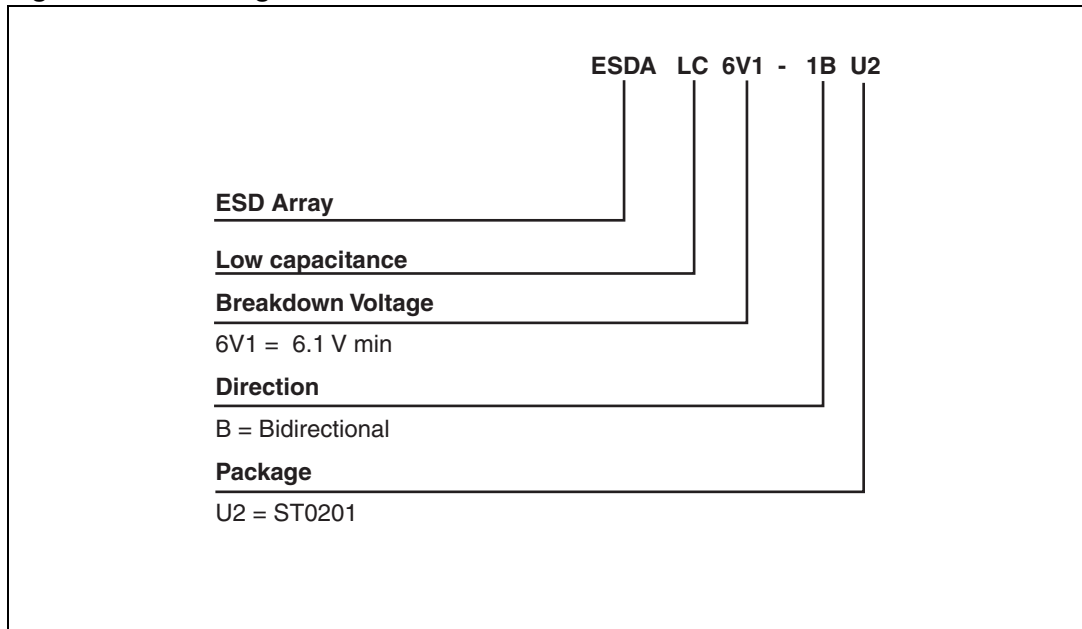 ESDA LC 6V1 - 1B U2
ESD Array
Low capacitance
Breakdown Voltage
6V1 = 6.1 V min
Direction
B = Bidirectional
Package
U2 = ST0201